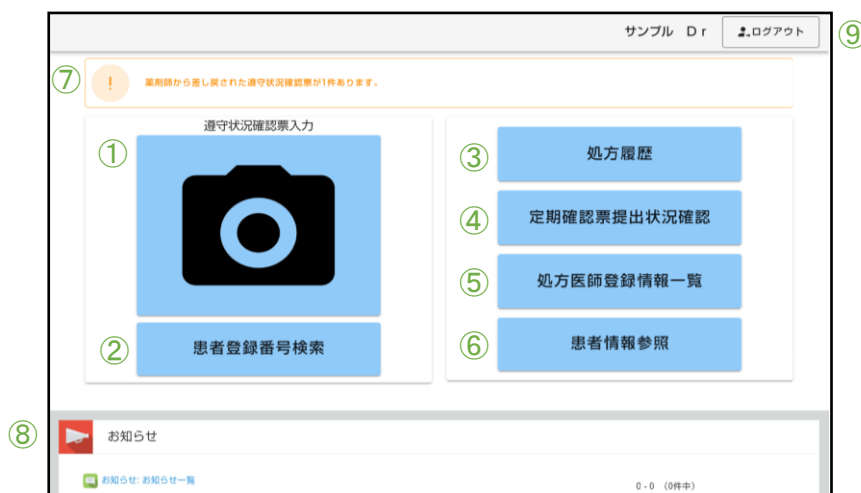 サンプル Dr ログアウト ⑨
⑦ ! 薬剤師から差し戻された遵守状況確認票が1件あります。
遵守状況確認票入力
①
② 患者登録番号検索
③ 処方履歴
④ 定期確認票提出状況確認
⑤ 処方医師登録情報一覧
⑥ 患者情報参照
⑧ お知らせ
お知らせ: お知らせ一覧
0 - 0 (0件中)